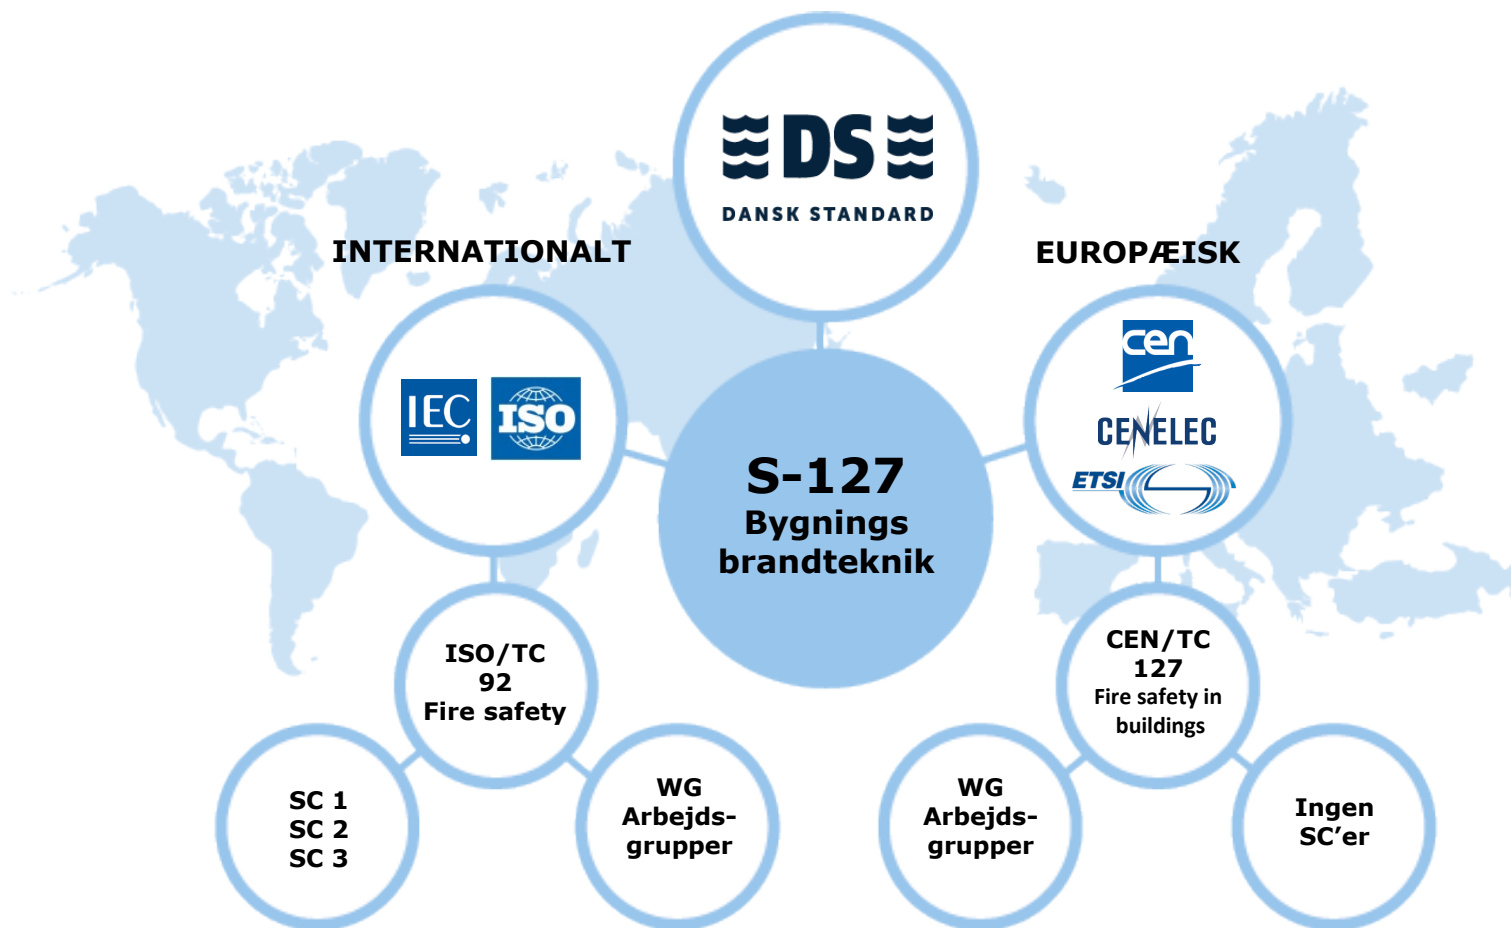 DS
DANSK STANDARD
INTERNATIONALT
EUROPÆISK
IEC
ISO
cen
CENELEC
ETSI
S-127
Bygnings
brandteknik
ISO/TC
92
Fire safety
CEN/TC
127
Fire safety in
buildings
SC 1
SC 2
SC 3
WG
Arbejds-
grupper
WG
Arbejds-
grupper
Ingen
SC’er